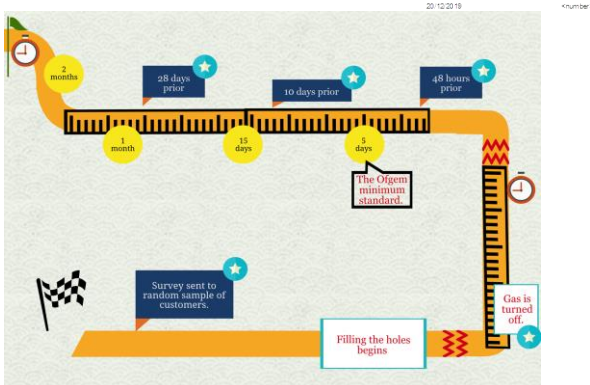 20/12/2019
<number
2
months
28 days
prior
10 days prior
48 hours
prior
1
month
15
days
5
days
The Ofgem
minimum
standard.
Survey sent to
random sample of
customers.
Gas is
turned
off.
Filling the holes
begins